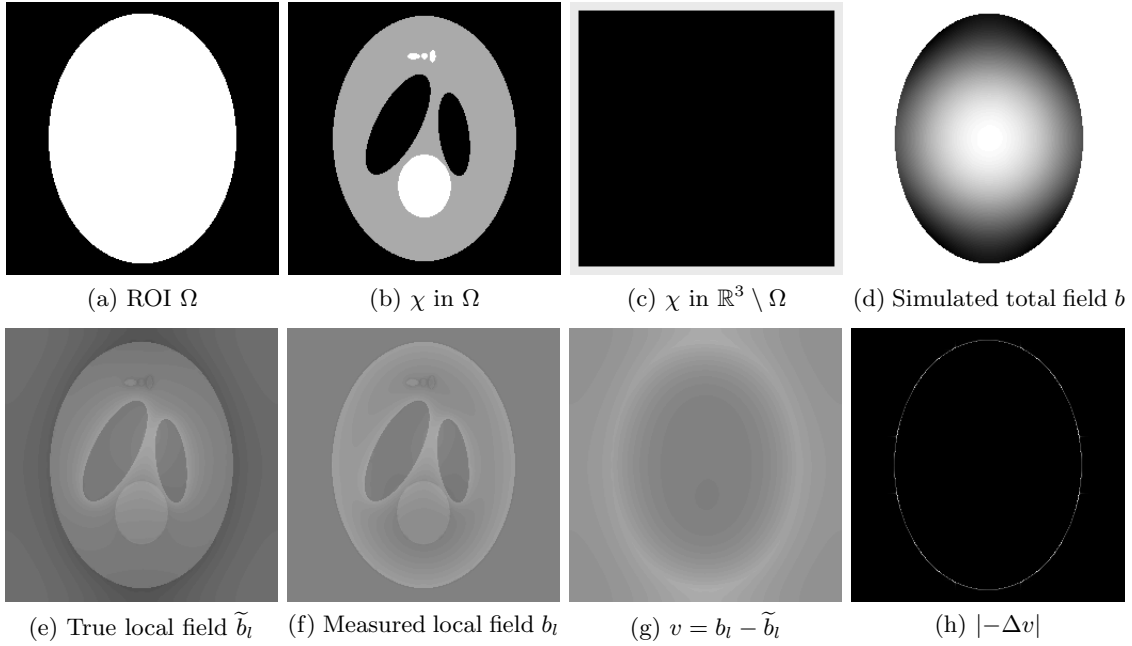 (a) ROI Ω
(b) χ in Ω
(c) χ in ℝ³ \ Ω
(d) Simulated total field b
(e) True local field b̃ₗ
(f) Measured local field bₗ
(g) v = bₗ − b̃ₗ
(h) |−Δv|